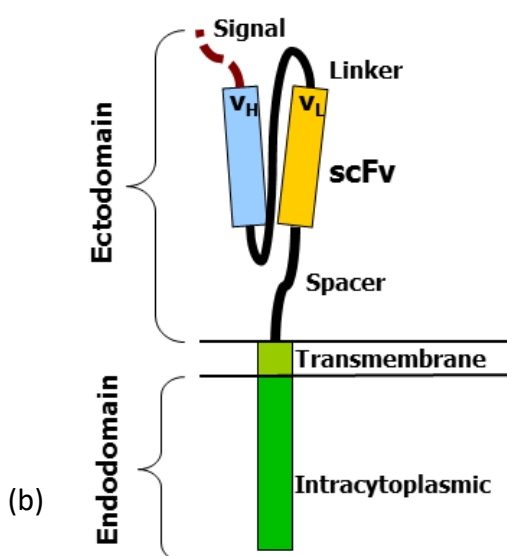 Signal
Linker
VH
VL
scFv
Ectodomain
Spacer
Transmembrane
Endodomain
Intracytoplasmic
(b)